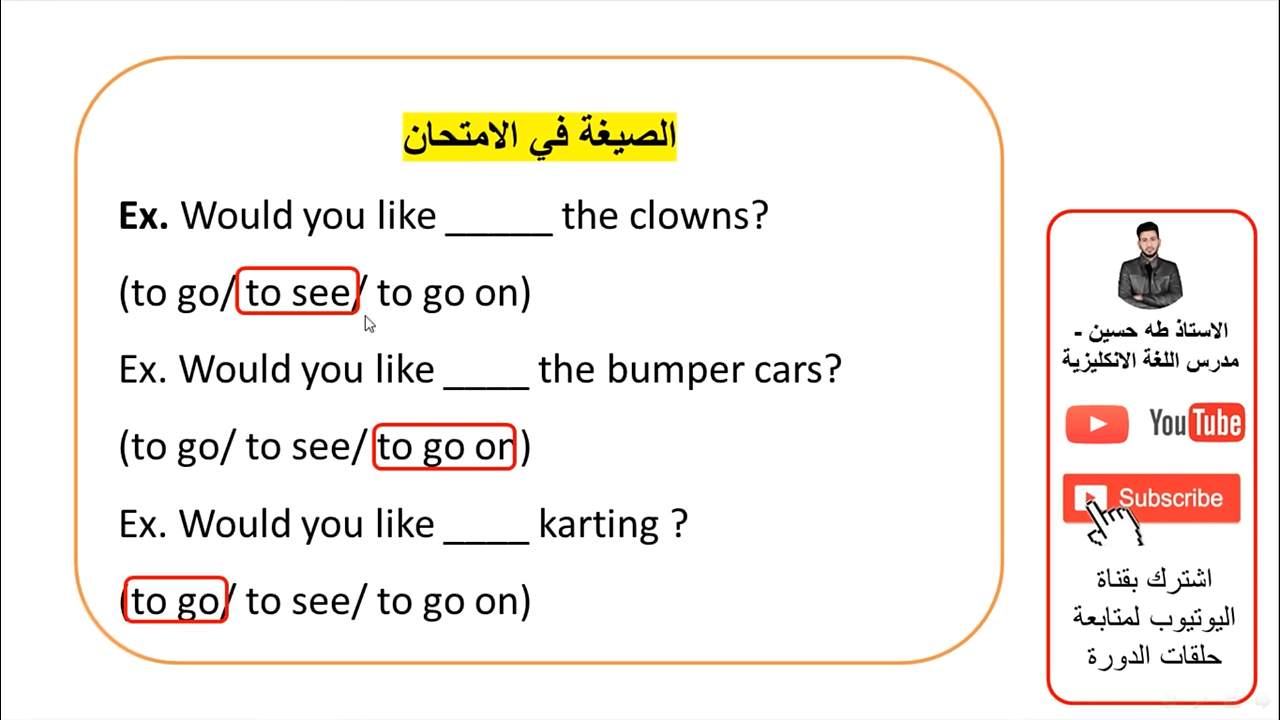 الصيغة في الامتحان
Ex. Would you like _____ the clowns?
(to go/ to see/ to go on)
Ex. Would you like ____ the bumper cars?
(to go/ to see/ to go on)
Ex. Would you like ____ karting ?
(to go/ to see/ to go on)
الاستاذ طه حسين -
مدرس اللغة الانكليزية
YouTube
Subscribe
اشترك بقناة
اليوتيوب لمتابعة
حلقات الدورة